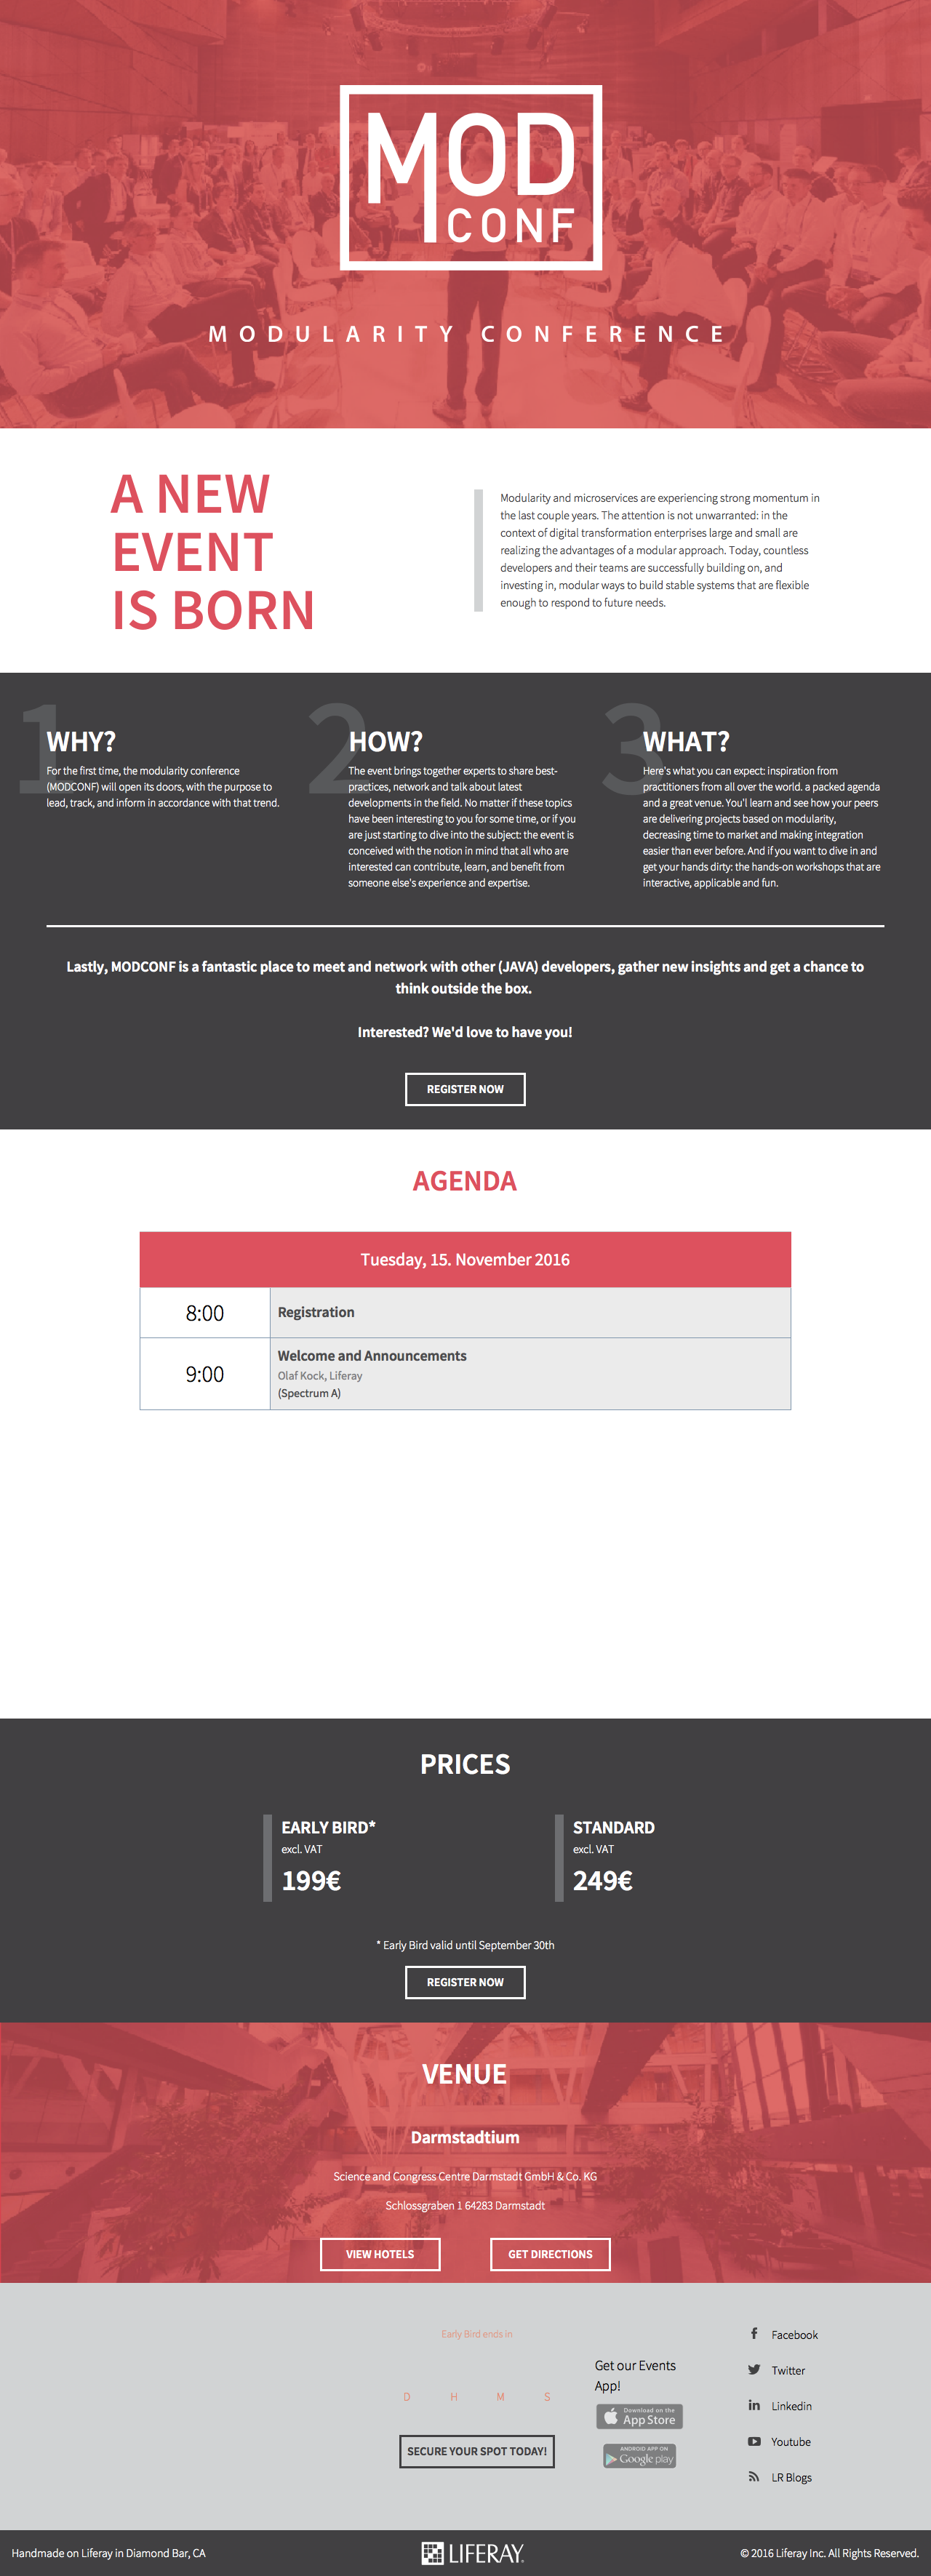 MOD
CONF
MODULARITY CONFERENCE
A NEW
EVENT
IS BORN
Modularity and microservices are experiencing strong momentum in
the last couple years. The attention is not unwarranted: in the
context of digital transformation enterprises large and small are
realizing the advantages of a modular approach. Today, countless
developers and their teams are successfully building on, and
investing in, modular ways to build stable systems that are flexible
enough to respond to future needs.
1
WHY?
For the first time, the modularity conference
(MODCONF) will open its doors, with the purpose to
lead, track, and inform in accordance with that trend.
2
HOW?
The event brings together experts to share best-
practices, network and talk about latest
developments in the field. No matter if these topics
have been interesting to you for some time, or if you
are just starting to dive into the subject: the event is
conceived with the notion in mind that all who are
interested can contribute, learn, and benefit from
someone else's experience and expertise.
3
WHAT?
Here's what you can expect: inspiration from
practitioners from all over the world. a packed agenda
and a great venue. You'll learn and see how your peers
are delivering projects based on modularity,
decreasing time to market and making integration
easier than ever before. And if you want to dive in and
get your hands dirty: the hands-on workshops that are
interactive, applicable and fun.
Lastly, MODCONF is a fantastic place to meet and network with other (JAVA) developers, gather new insights and get a chance to
think outside the box.
Interested? We'd love to have you!
REGISTER NOW
AGENDA
Tuesday, 15. November 2016
8:00
Registration
9:00
Welcome and Announcements
Olaf Kock, Liferay
(Spectrum A)
PRICES
EARLY BIRD*
excl. VAT
199€
STANDARD
excl. VAT
249€
* Early Bird valid until September 30th
REGISTER NOW
VENUE
Darmstadtium
Science and Congress Centre Darmstadt GmbH & Co. KG
Schlossgraben 1 64283 Darmstadt
VIEW HOTELS
GET DIRECTIONS
Early Bird ends in
D H M S
SECURE YOUR SPOT TODAY!
Get our Events
App!
Download on the
App Store
ANDROID APP ON
Google play
Facebook
Twitter
Linkedin
Youtube
LR Blogs
Handmade on Liferay in Diamond Bar, CA
LIFERAY.
© 2016 Liferay Inc. All Rights Reserved.